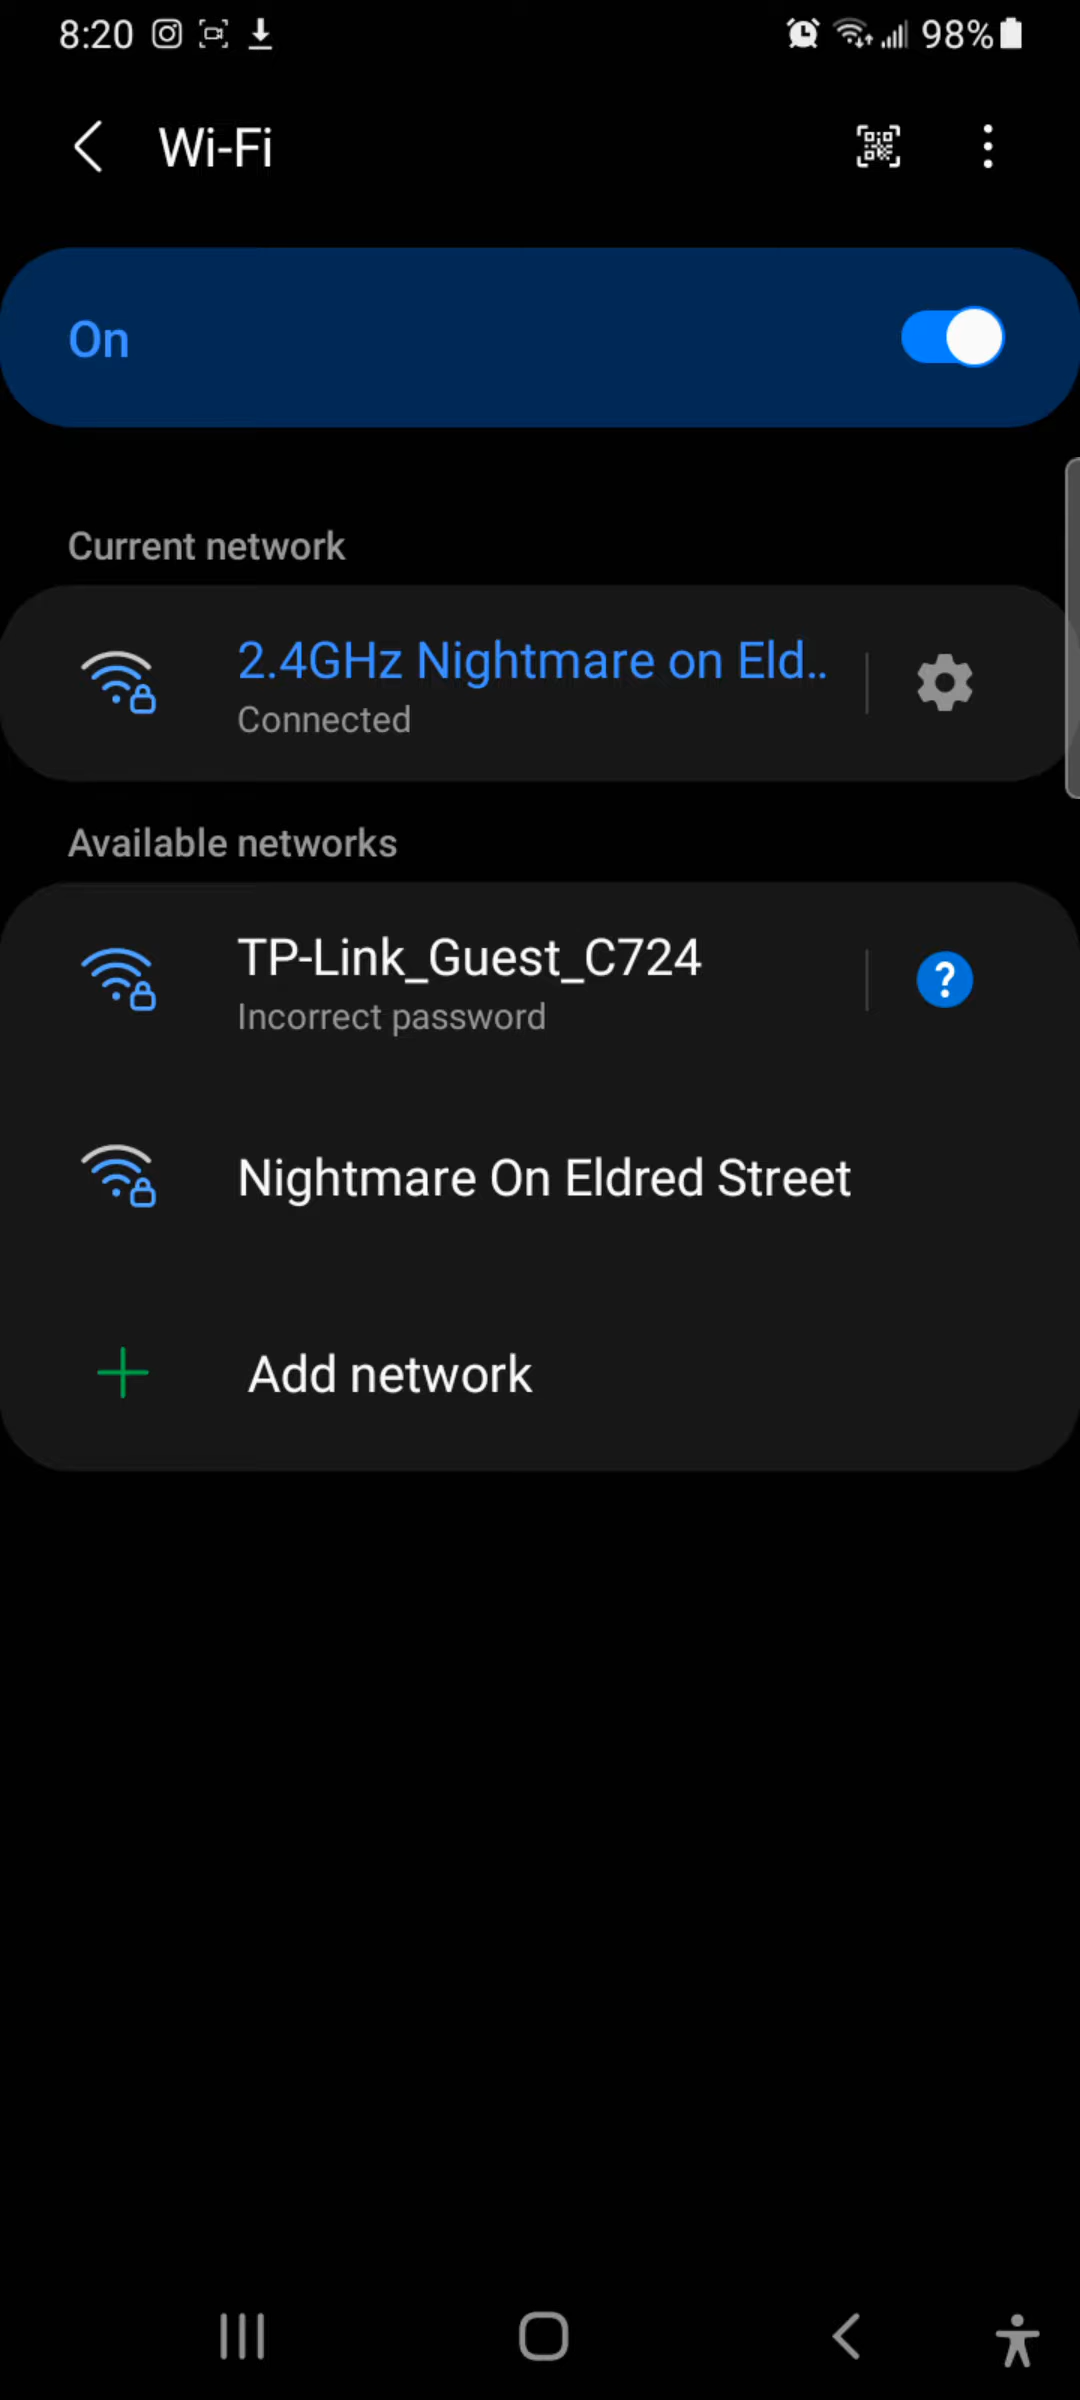 8:20 98%
Wi-Fi
On
Current network
2.4GHz Nightmare on Eld..
Connected
Available networks
TP-Link_Guest_C724
Incorrect password
?
Nightmare On Eldred Street
Add network